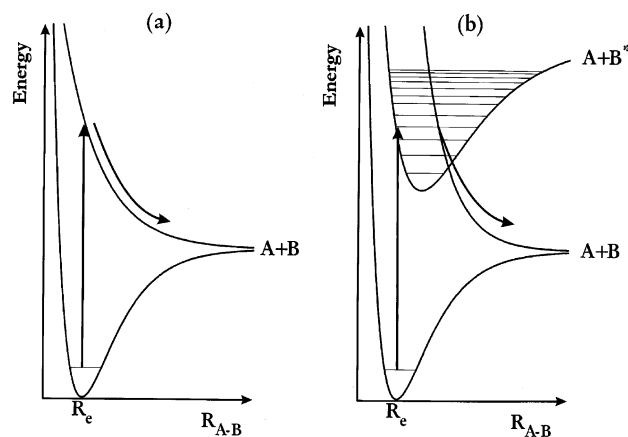 (a)
Energy
A+B
Re
RA-B
(b)
Energy
A+B*
A+B
Re
RA-B